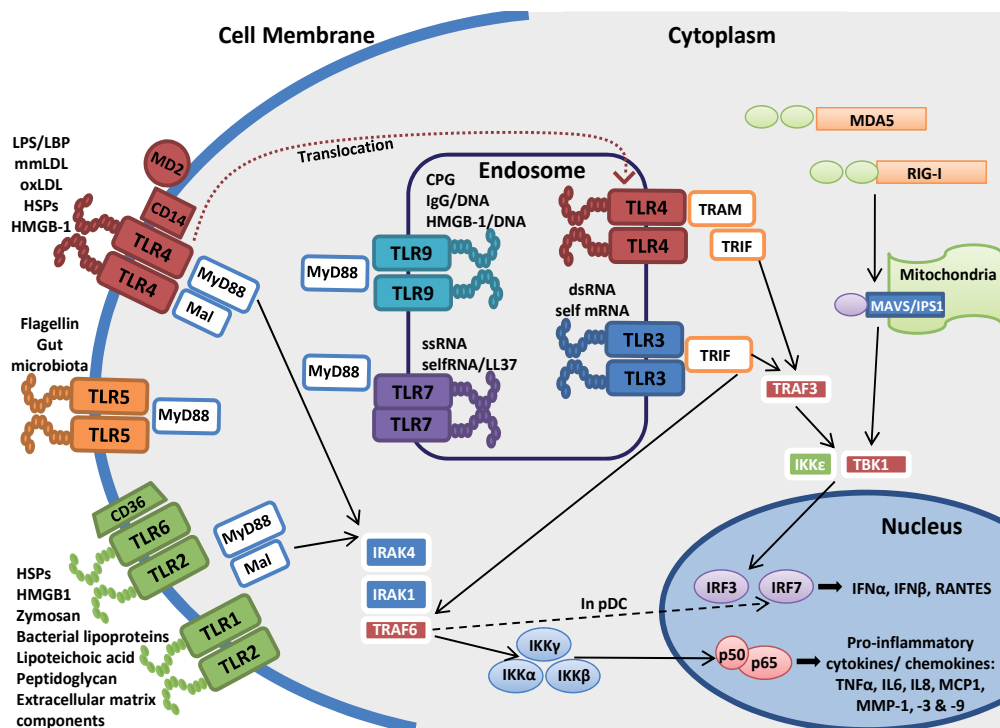 Cell Membrane
Cytoplasm
LPS/LBP
mmLDL
oxLDL
HSPs
HMGB-1
MD2
CD14
TLR4
TLR4
MyD88
Mal
Translocation
Endosome
CPG
IgG/DNA
HMGB-1/DNA
MyD88
TLR9
TLR9
TLR4
TLR4
TRAM
TRIF
dsRNA
self mRNA
TLR3
TLR3
TRIF
ssRNA
selfRNA/LL37
MyD88
TLR7
TLR7
MDA5
RIG-I
Mitochondria
MAVS/IPS1
TRAF3
IKKε
TBK1
Flagellin
Gut
microbiota
TLR5
TLR5
MyD88
CD36
TLR6
TLR2
MyD88
Mal
HSPs
HMGB1
Zymosan
Bacterial lipoproteins
Lipoteichoic acid
Peptidoglycan
Extracellular matrix
components
TLR1
TLR2
IRAK4
IRAK1
TRAF6
In pDC
IKKγ
IKKα
IKKβ
Nucleus
IRF3
IRF7
IFNα, IFNβ, RANTES
p50
p65
Pro-inflammatory
cytokines/ chemokines:
TNFα, IL6, IL8, MCP1,
MMP-1, -3 & -9